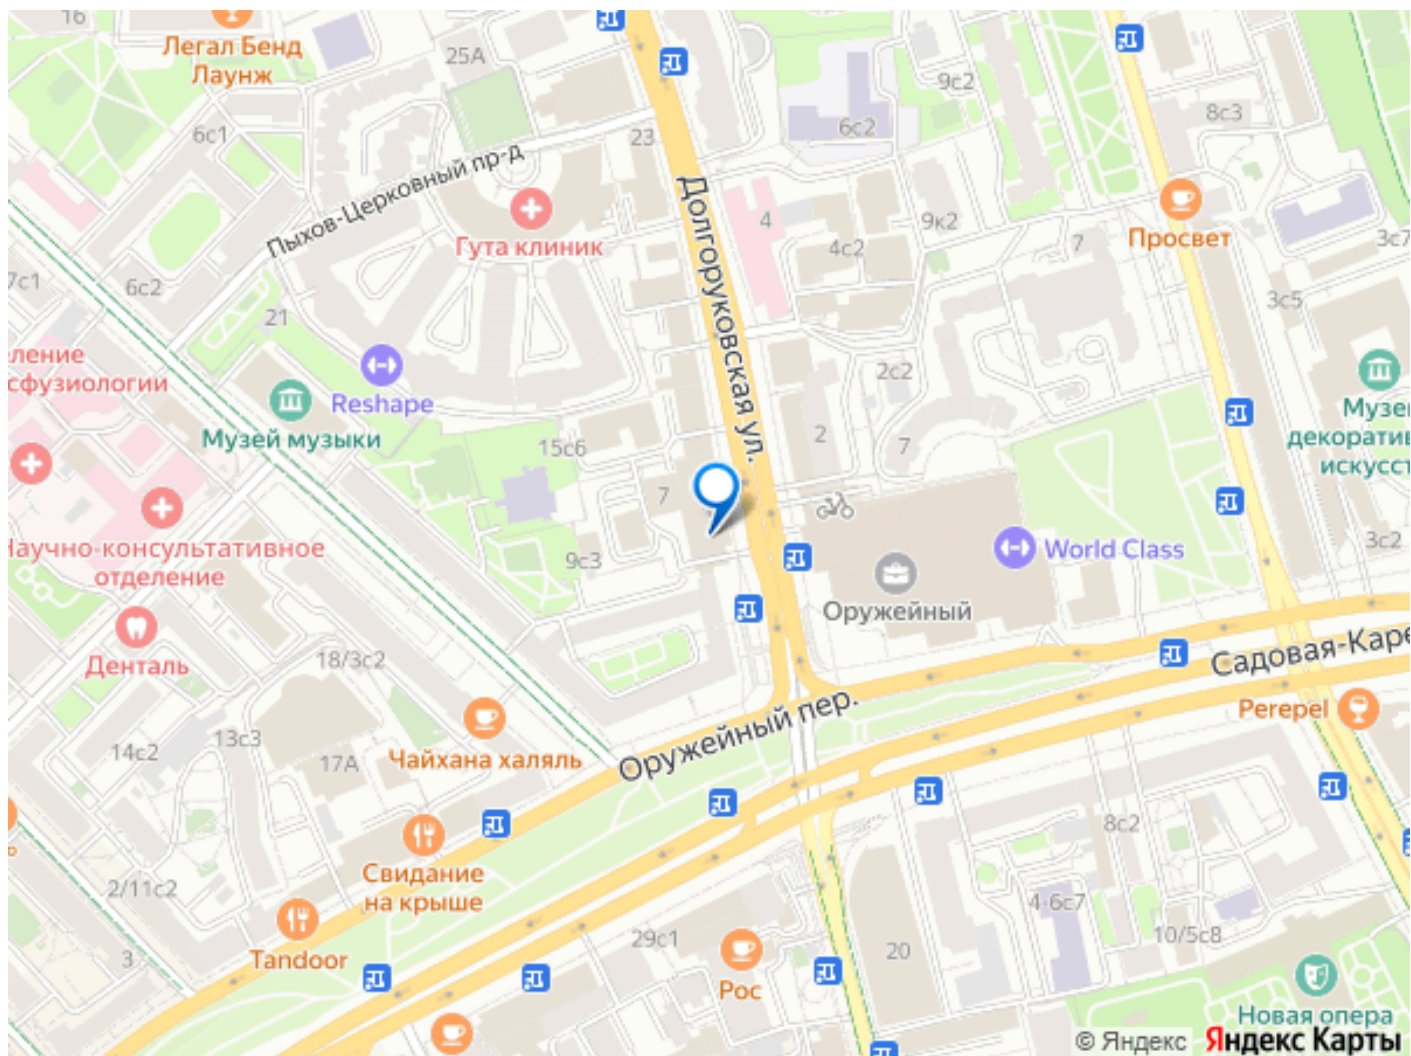 16
Легал Бенд
Лаунж
25А
9с2
8с3
6с1
23
6с2
Пыхов-Церковный пр-д
Долгоруковская ул.
4
9к2
Гута клиник
4с2
7
Просвет
3с7
7с1
6с2
21
3с5
ление
сфузиологии
Reshape
2с2
Музей музыки
15с6
2
7
Музе
декоратив
искусст
7
Научно-консультативное
отделение
9с3
World Class
3с2
Оружейный
Денталь
18/3с2
Садовая-Каре
Оружейный пер.
Perepel
14с2
13с3
17А
Чайхана халяль
8с2
Свидание
на крыше
2/11с2
4-6с7
3
Tandoor
29с1
20
10/5с8
Рос
Новая опера
© Яндекс Яндекс Карты